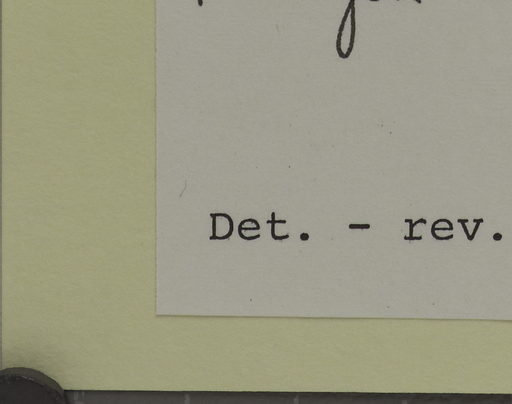 Det. - rev.